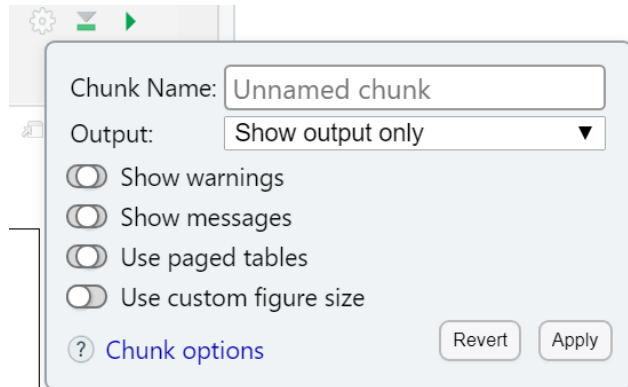 Chunk Name: Unnamed chunk
Output: Show output only
Show warnings
Show messages
Use paged tables
Use custom figure size
? Chunk options Revert Apply